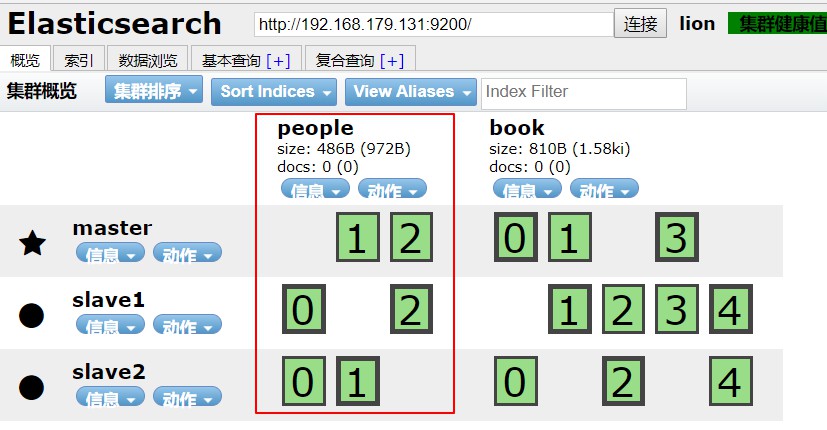 Elasticsearch http://192.168.179.131:9200/ 连接 lion 集群健康值
概览 索引 数据浏览 基本查询 [+] 复合查询 [+]
集群概览 集群排序 Sort Indices View Aliases Index Filter
people book
size: 486B (972B) size: 810B (1.58ki)
docs: 0 (0) docs: 0 (0)
信息 动作 信息 动作
master 1 2 0 1 3
信息 动作
slave1 0 2 1 2 3 4
信息 动作
slave2 0 1 0 2 4
信息 动作